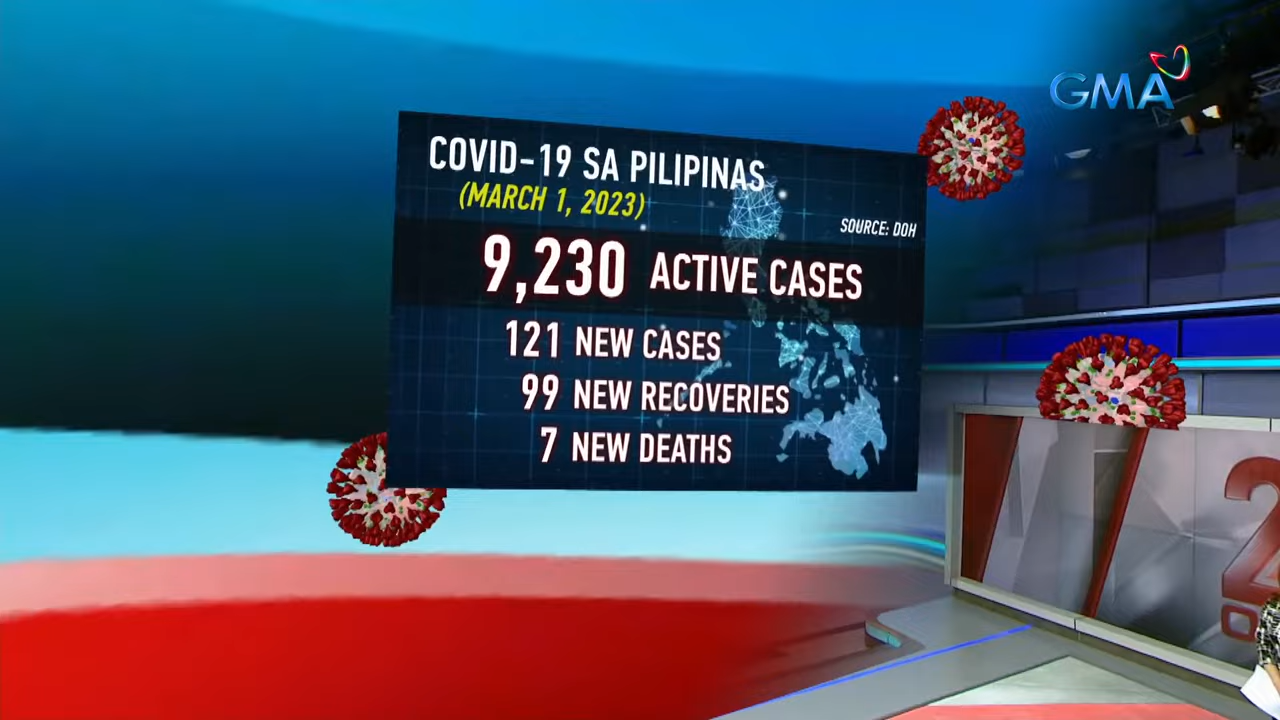 GMA
COVID-19 SA PILIPINAS
(MARCH 1, 2023)
SOURCE: DOH
9,230 ACTIVE CASES
121 NEW CASES
99 NEW RECOVERIES
7 NEW DEATHS
2